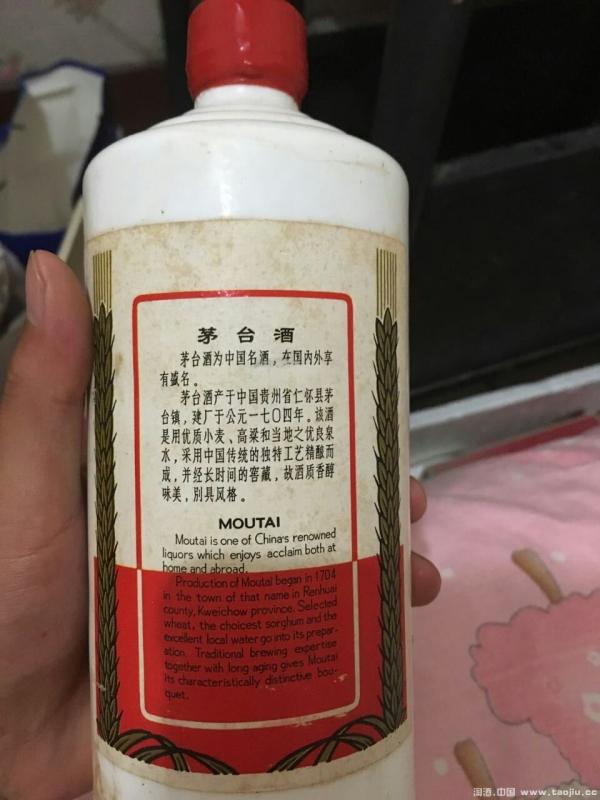 茅台酒
茅台酒为中国名酒，在国内外享
有盛名。
茅台酒产于中国贵州省仁怀县茅
台镇，建厂于公元一七〇四年。该酒
是用优质小麦、高粱和当地之优良泉
水，采用中国传统的独特工艺精酿而
成，并经长时间的窖藏，故酒质香醇
味美，别具风格。
MOUTAI
Moutai is one of China's renowned
liquors which enjoys acclaim both at
home and abroad.
Production of Moutai began in 1704
in the town of that name in Renhuai
county, Kweichow province. Selected
wheat, the choicest sorghum and the
excellent local water go into its prepar-
ation. Traditional brewing expertise
together with long aging gives Moutai
its characteristically distinctive bou-
quet.
润酒.中国 www.taojiu.cc